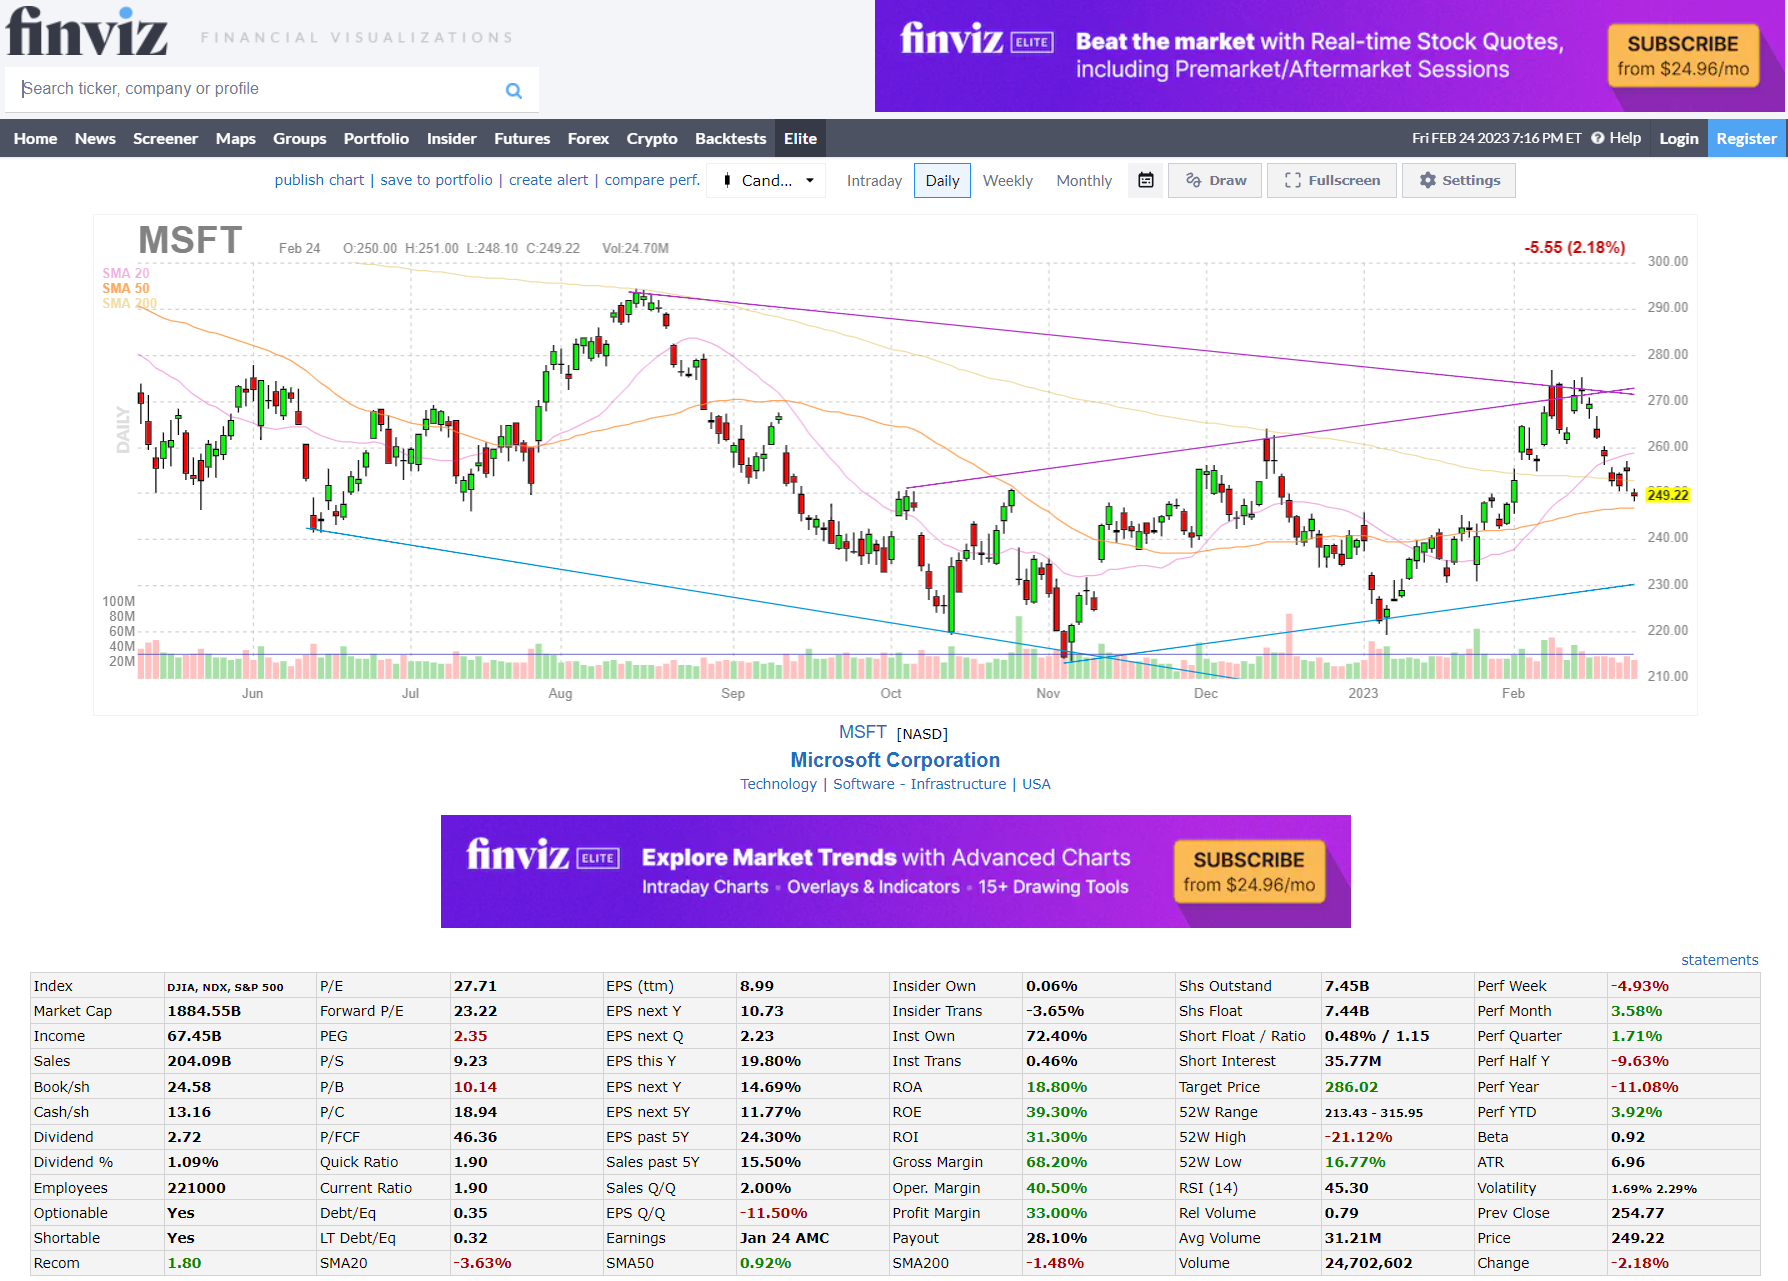 finviz
FINANCIAL VISUALIZATIONS
finviz ELITE
Beat the market with Real-time Stock Quotes,
including Premarket/Aftermarket Sessions
SUBSCRIBE
from $24.96/mo
Search ticker, company or profile
Home News Screener Maps Groups Portfolio Insider Futures Forex Crypto Backtests Elite Fri FEB 24 2023 7:16 PM ET Help Login Register
publish chart | save to portfolio | create alert | compare perf. Cand... Intraday Daily Weekly Monthly Draw Fullscreen Settings
MSFT Feb 24 O:250.00 H:251.00 L:248.10 C:249.22 Vol:24.70M -5.55 (2.18%)
SMA 20
SMA 50
SMA 200
DAILY
300.00
290.00
280.00
270.00
260.00
249.22
240.00
230.00
220.00
210.00
100M
80M
60M
40M
20M
Jun Jul Aug Sep Oct Nov Dec 2023 Feb
MSFT [NASD]
Microsoft Corporation
Technology | Software - Infrastructure | USA
finviz ELITE
Explore Market Trends with Advanced Charts
Intraday Charts • Overlays & Indicators • 15+ Drawing Tools
SUBSCRIBE
from $24.96/mo
statements
Index DJIA, NDX, S&P 500 P/E 27.71 EPS (ttm) 8.99 Insider Own 0.06% Shs Outstand 7.45B Perf Week -4.93%
Market Cap 1884.55B Forward P/E 23.22 EPS next Y 10.73 Insider Trans -3.65% Shs Float 7.44B Perf Month 3.58%
Income 67.45B PEG 2.35 EPS next Q 2.23 Inst Own 72.40% Short Float / Ratio 0.48% / 1.15 Perf Quarter 1.71%
Sales 204.09B P/S 9.23 EPS this Y 19.80% Inst Trans 0.46% Short Interest 35.77M Perf Half Y -9.63%
Book/sh 24.58 P/B 10.14 EPS next Y 14.69% ROA 18.80% Target Price 286.02 Perf Year -11.08%
Cash/sh 13.16 P/C 18.94 EPS next 5Y 11.77% ROE 39.30% 52W Range 213.43 - 315.95 Perf YTD 3.92%
Dividend 2.72 P/FCF 46.36 EPS past 5Y 24.30% ROI 31.30% 52W High -21.12% Beta 0.92
Dividend % 1.09% Quick Ratio 1.90 Sales past 5Y 15.50% Gross Margin 68.20% 52W Low 16.77% ATR 6.96
Employees 221000 Current Ratio 1.90 Sales Q/Q 2.00% Oper. Margin 40.50% RSI (14) 45.30 Volatility 1.69% 2.29%
Optionable Yes Debt/Eq 0.35 EPS Q/Q -11.50% Profit Margin 33.00% Rel Volume 0.79 Prev Close 254.77
Shortable Yes LT Debt/Eq 0.32 Earnings Jan 24 AMC Payout 28.10% Avg Volume 31.21M Price 249.22
Recom 1.80 SMA20 -3.63% SMA50 0.92% SMA200 -1.48% Volume 24,702,602 Change -2.18%